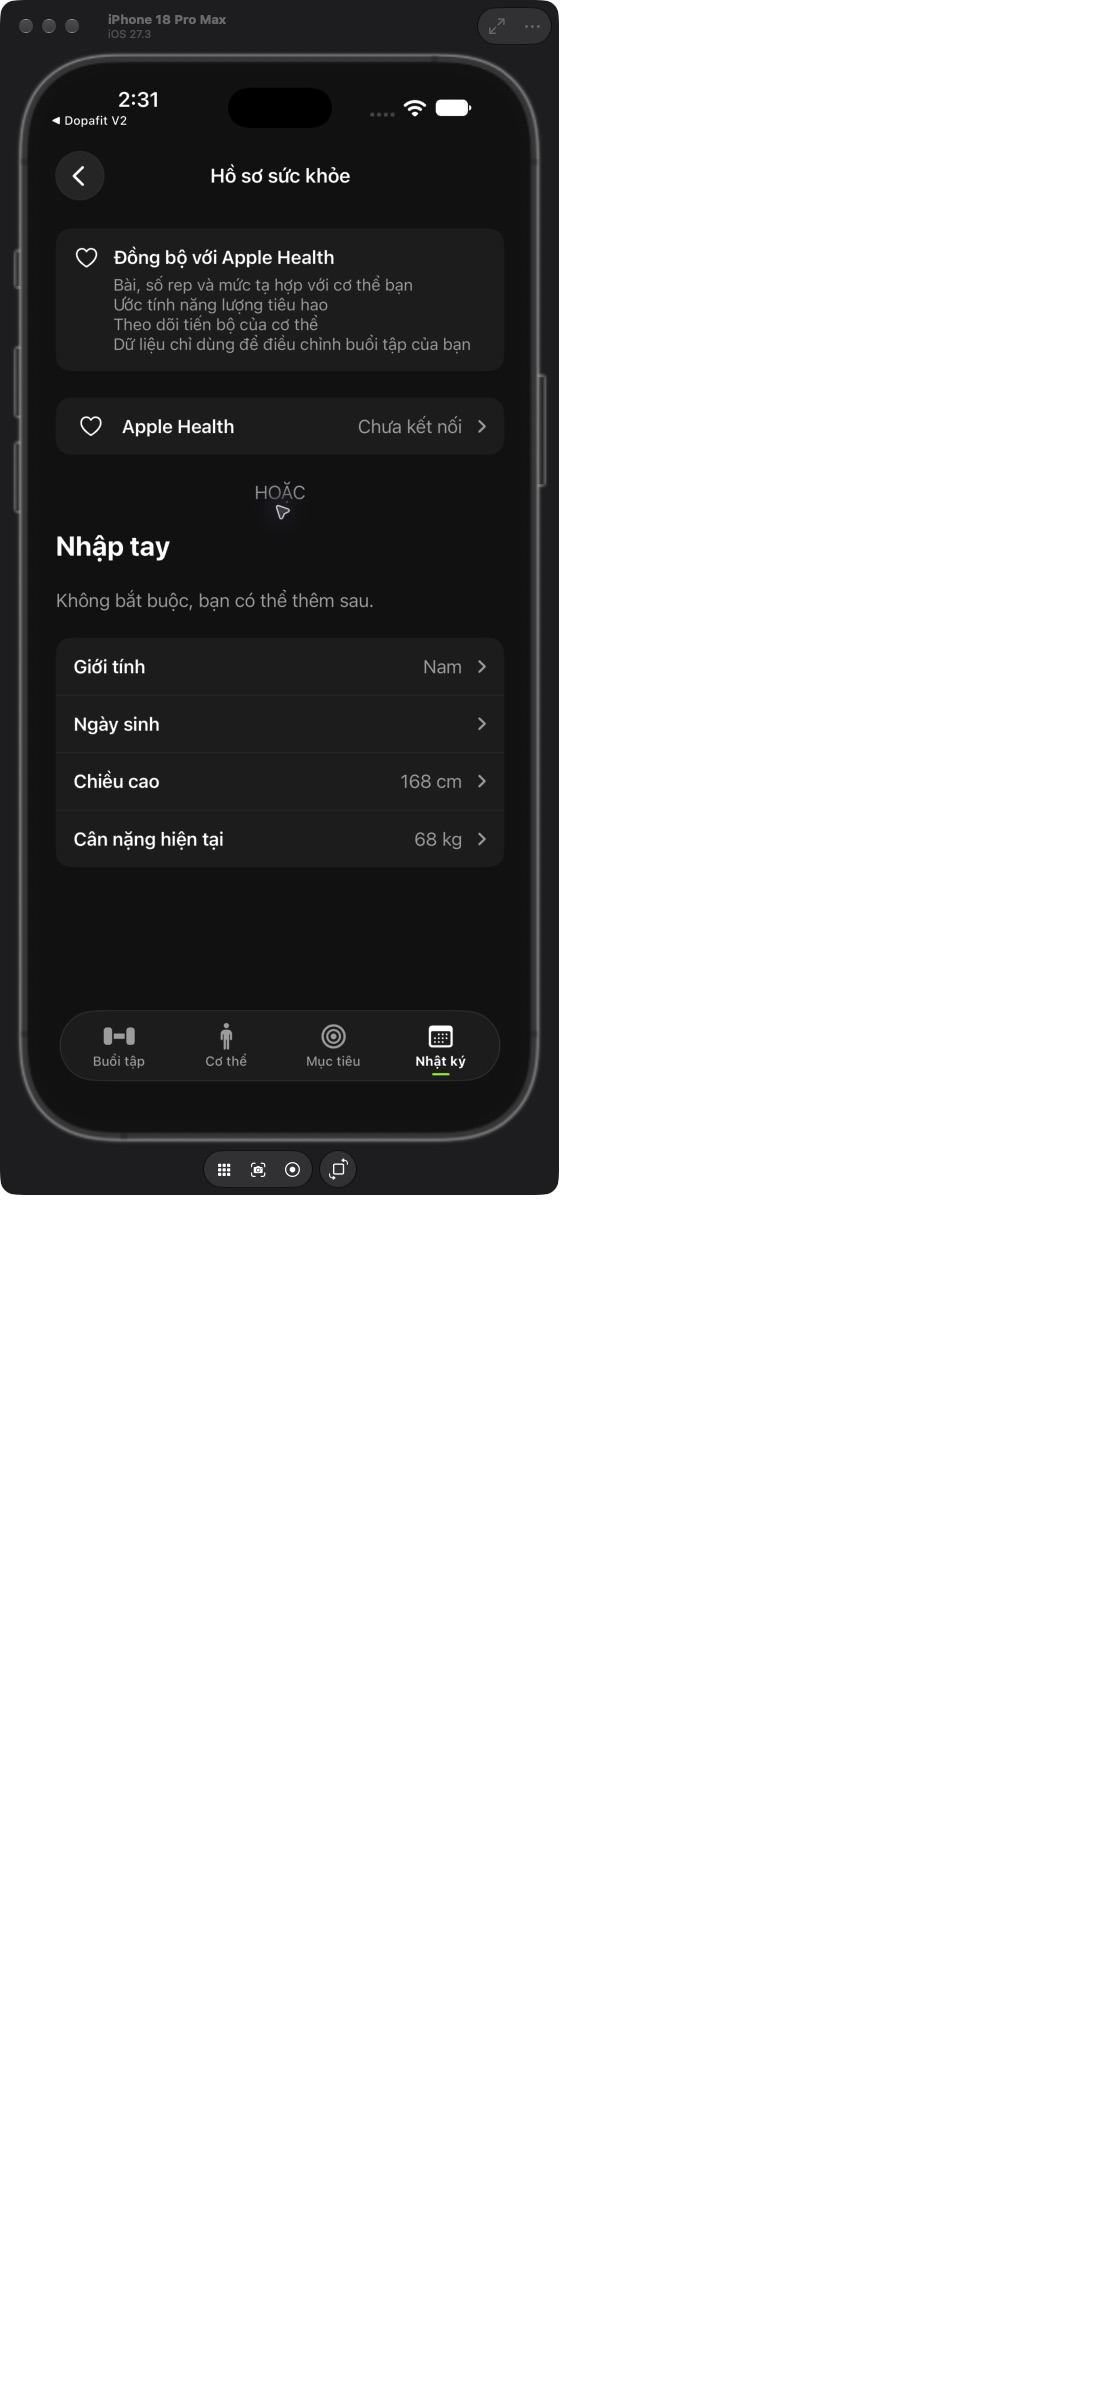 iPhone 18 Pro Max
iOS 27.3
2:31
◀ Dopafit V2
Hồ sơ sức khỏe
Đồng bộ với Apple Health
Bài, số rep và mức tạ hợp với cơ thể bạn
Ước tính năng lượng tiêu hao
Theo dõi tiến bộ của cơ thể
Dữ liệu chỉ dùng để điều chỉnh buổi tập của bạn
Apple Health Chưa kết nối
HOẶC
Nhập tay
Không bắt buộc, bạn có thể thêm sau.
Giới tính Nam
Ngày sinh
Chiều cao 168 cm
Cân nặng hiện tại 68 kg
Buổi tập Cơ thể Mục tiêu Nhật ký